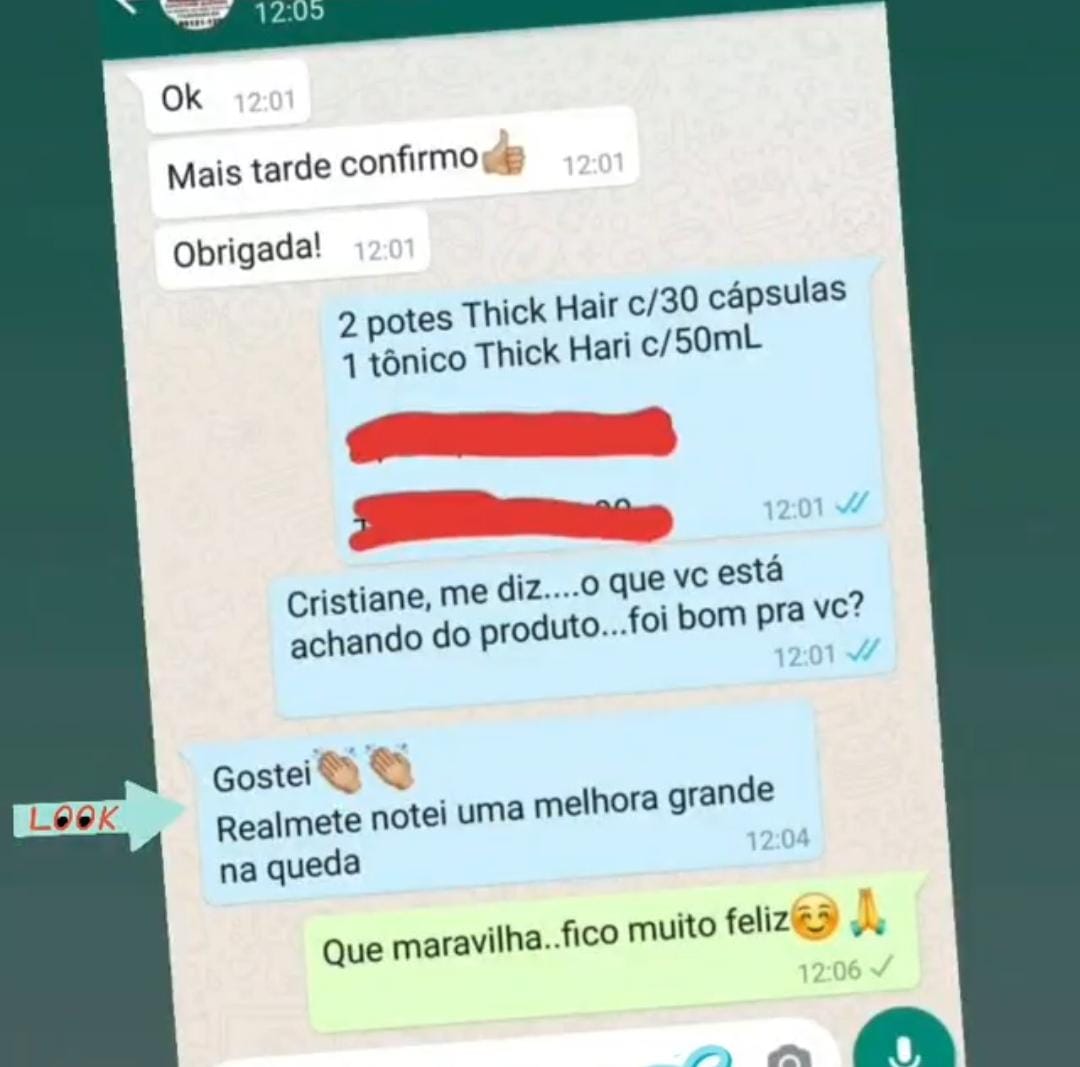 12:05
Ok 12:01
Mais tarde confirmo👍🏼 12:01
Obrigada! 12:01
2 potes Thick Hair c/30 cápsulas
1 tônico Thick Hari c/50mL
12:01
Cristiane, me diz....o que vc está
achando do produto...foi bom pra vc?
12:01
Gostei👏🏼👏🏼
LOOK
Realmete notei uma melhora grande
na queda 12:04
Que maravilha..fico muito feliz☺️🙏
12:06